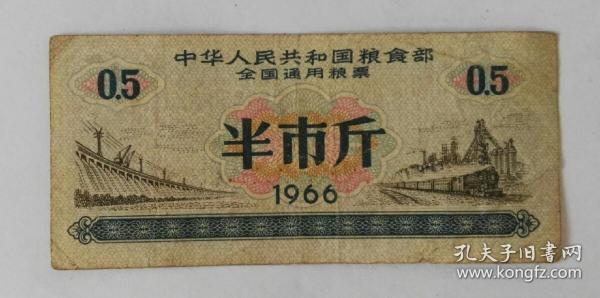 中华人民共和国粮食部
全国通用粮票
0.5
0.5
半市斤
1966
孔夫子旧书网
www.kongfz.com